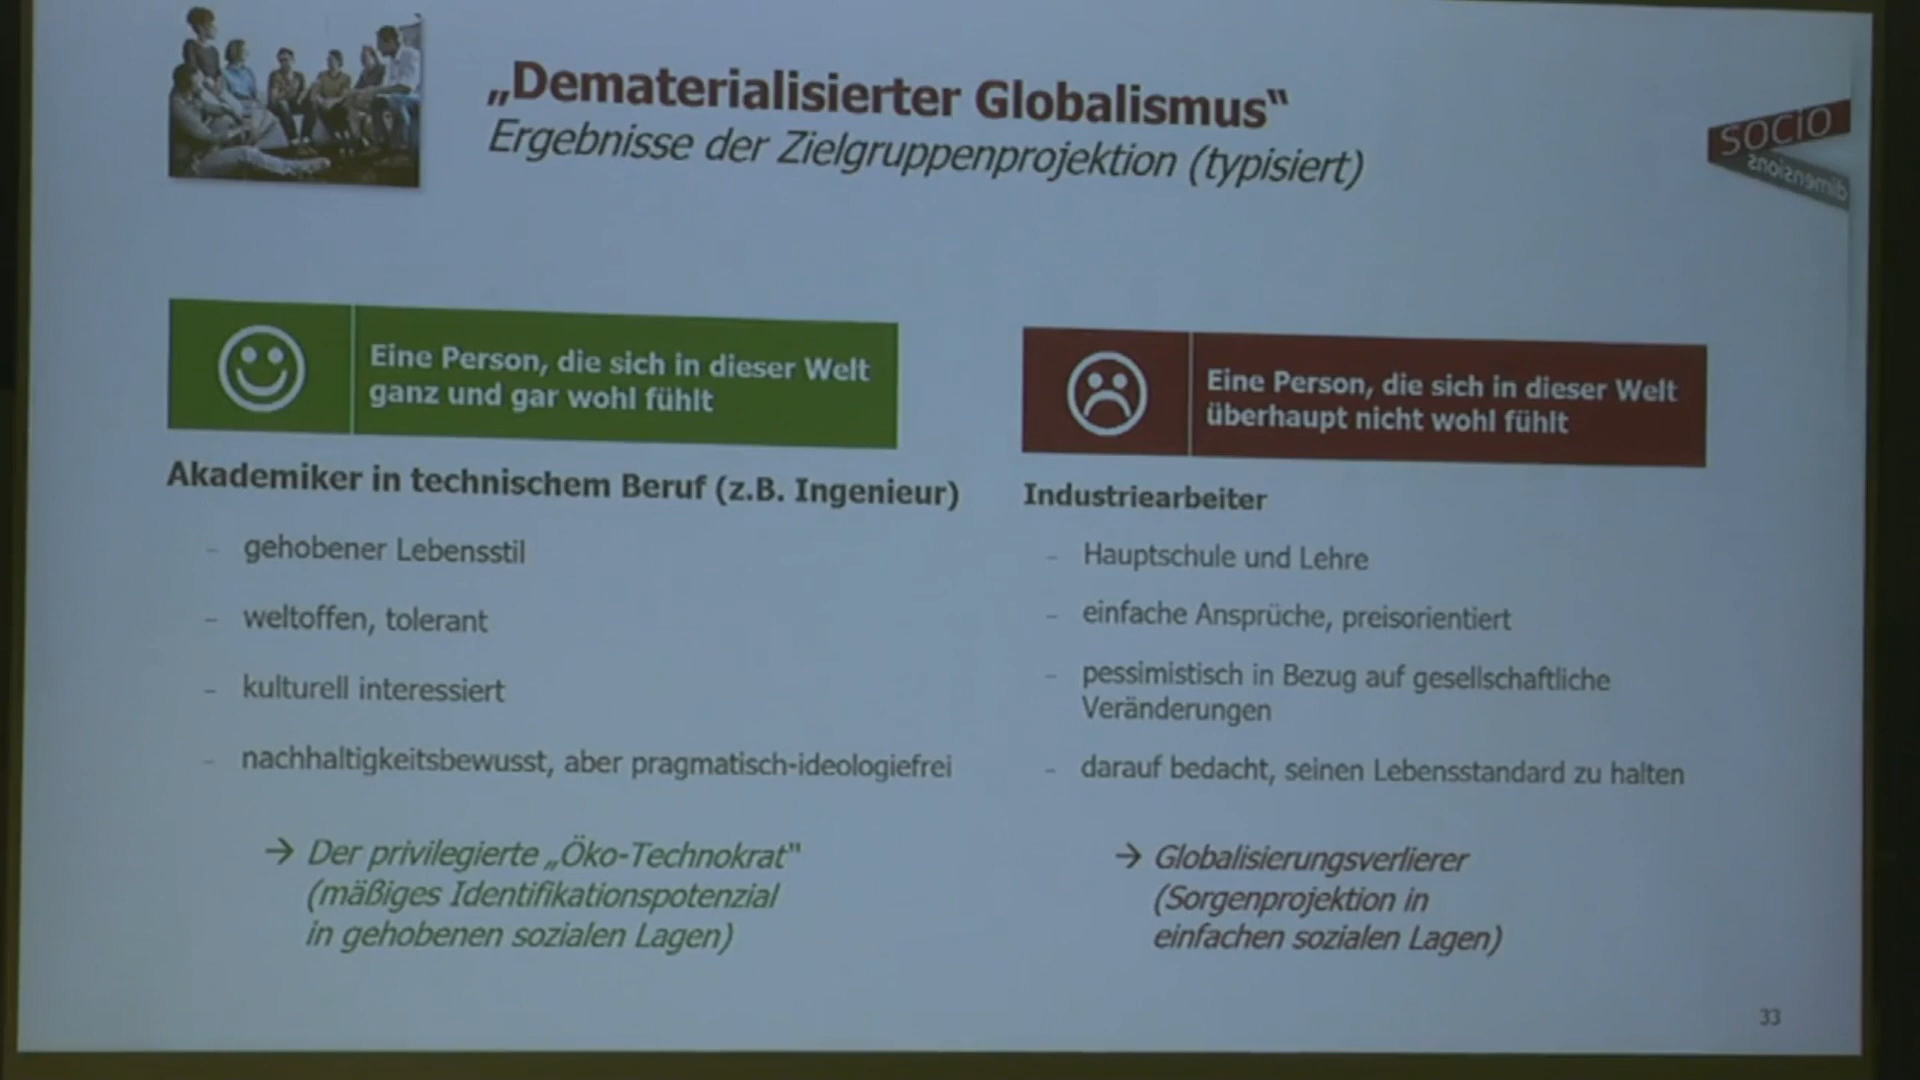 „Dematerialisierter Globalismus“
Ergebnisse der Zielgruppenprojektion (typisiert)
SOCiO
dimensions
Eine Person, die sich in dieser Welt
ganz und gar wohl fühlt
Akademiker in technischem Beruf (z.B. Ingenieur)
- gehobener Lebensstil
- weltoffen, tolerant
- kulturell interessiert
- nachhaltigkeitsbewusst, aber pragmatisch-ideologiefrei
→ Der privilegierte „Öko-Technokrat"
(mäßiges Identifikationspotenzial
in gehobenen sozialen Lagen)
Eine Person, die sich in dieser Welt
überhaupt nicht wohl fühlt
Industriearbeiter
- Hauptschule und Lehre
- einfache Ansprüche, preisorientiert
- pessimistisch in Bezug auf gesellschaftliche
Veränderungen
- darauf bedacht, seinen Lebensstandard zu halten
→ Globalisierungsverlierer
(Sorgenprojektion in
einfachen sozialen Lagen)
33